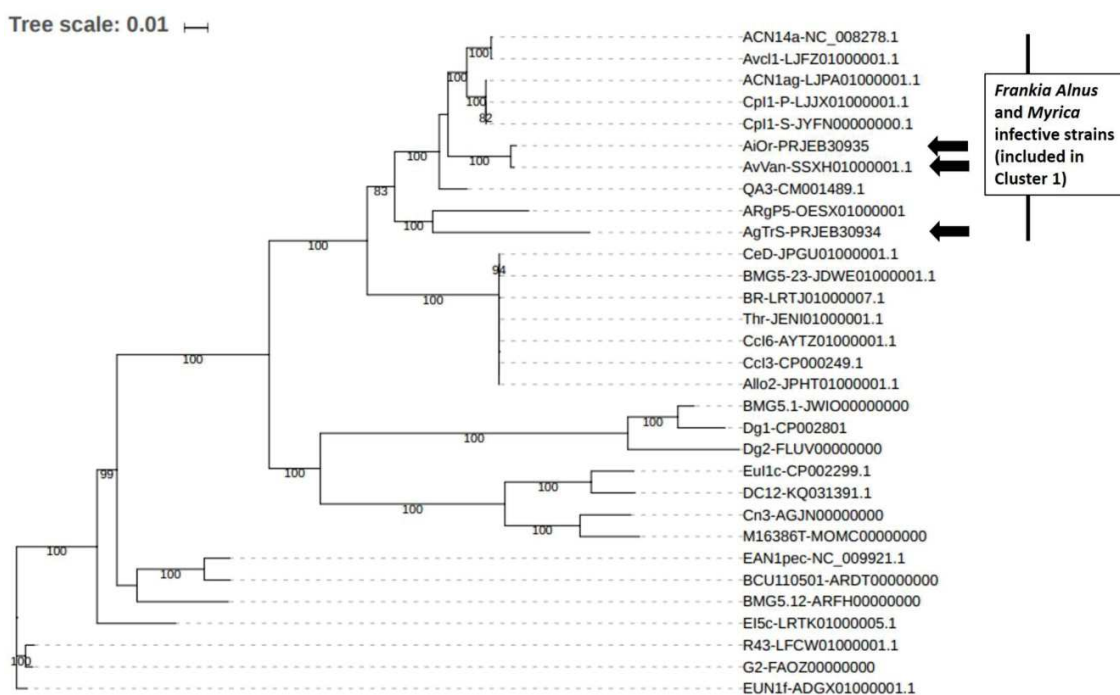 Tree scale: 0.01
ACN14a-NC_008278.1
100
Avcl1-LJFZ01000001.1
100
ACN1ag-LJPA01000001.1
100
Cpl1-P-LJJX01000001.1
82
Cpl1-S-JYFN00000000.1
AiOr-PRJEB30935
100
100
AvVan-SSXH01000001.1
83
QA3-CM001489.1
ARgP5-OESX01000001
100
AgTrS-PRJEB30934
100
CeD-JPGU01000001.1
94
BMG5-23-JDWE01000001.1
100
BR-LRTJ01000007.1
Thr-JENI01000001.1
CcI6-AYTZ01000001.1
100
CcI3-CP000249.1
Allo2-JPHT01000001.1
BMG5.1-JWIO00000000
100
Dg1-CP002801
100
Dg2-FLUV00000000
99
100
EuI1c-CP002299.1
100
DC12-KQ031391.1
100
Cn3-AGJN00000000
100
M16386T-MOMC00000000
100
EAN1pec-NC_009921.1
100
BCU110501-ARDT00000000
BMG5.12-ARFH00000000
EI5c-LRTK01000005.1
R43-LFCW01000001.1
100
G2-FAOZ00000000
EUN1f-ADGX01000001.1
Frankia Alnus
and Myrica
infective strains
(included in
Cluster 1)